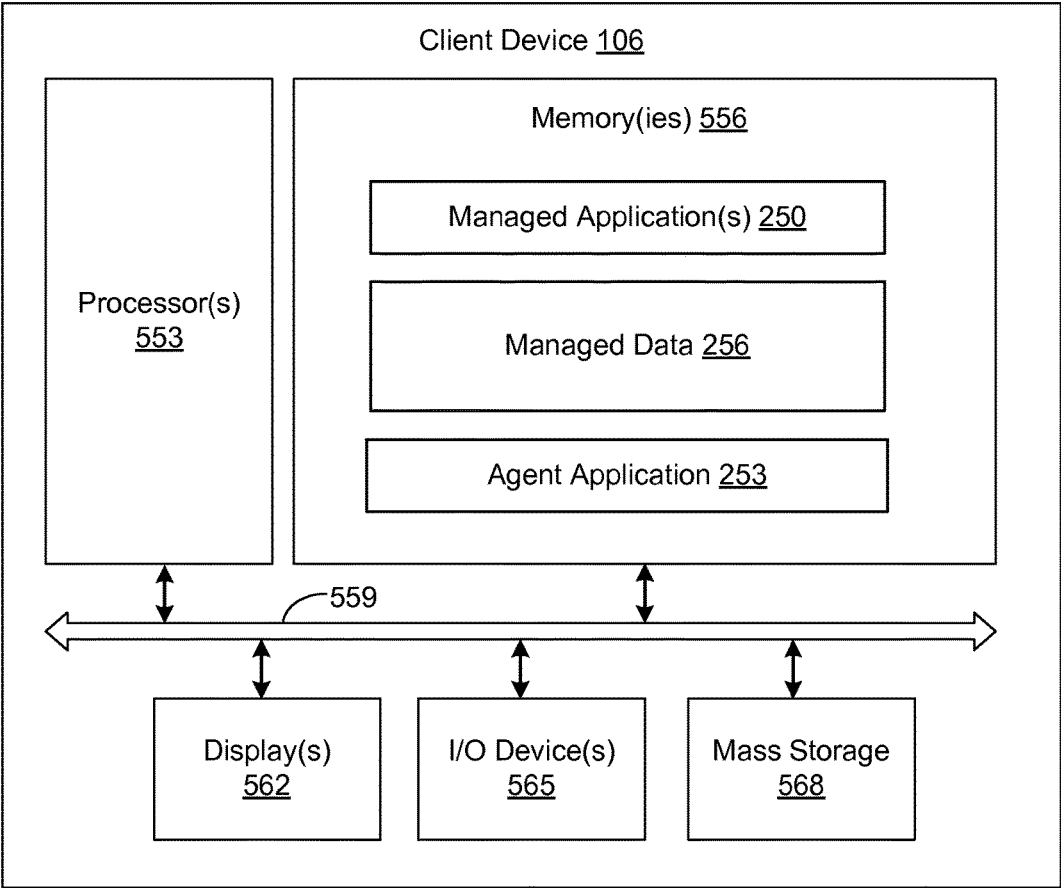 Client Device 106
Memory(ies) 556
Managed Application(s) 250
Processor(s)
553
Managed Data 256
Agent Application 253
559
Display(s)
562
I/O Device(s)
565
Mass Storage
568